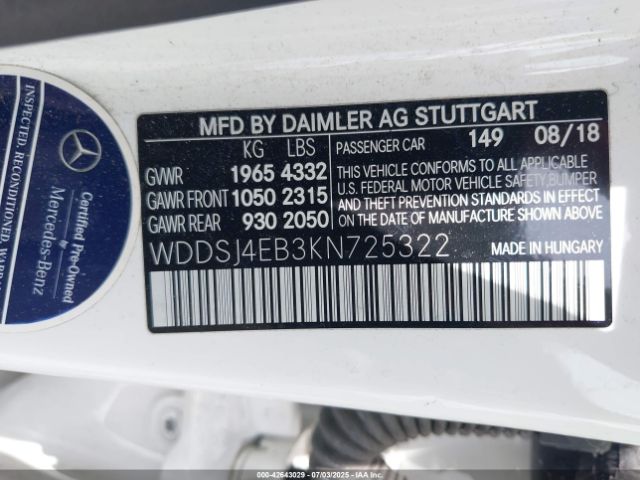 MFD BY DAIMLER AG STUTTGART
KG LBS
GVWR 1965 4332
GAWR FRONT 1050 2315
GAWR REAR 930 2050
PASSENGER CAR 149 08/18
THIS VEHICLE CONFORMS TO ALL APPLICABLE
U.S. FEDERAL MOTOR VEHICLE SAFETY, BUMPER
AND THEFT PREVENTION STANDARDS IN EFFECT
ON THE DATE OF MANUFACTURE SHOWN ABOVE.
WDDSJ4EB3KN725322
MADE IN HUNGARY
INSPECTED. RECONDITIONED.
Certified Pre-Owned
Mercedes-Benz
000-42643029 - 07/03/2025 - COPYRIGHT IAA, LLC.